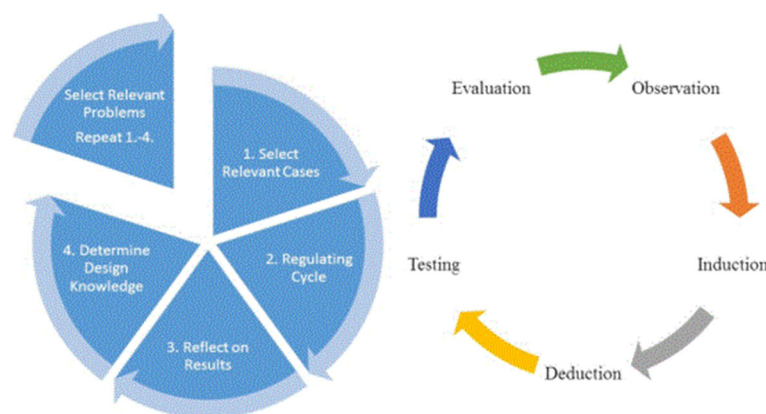 Select Relevant
Problems
Repeat 1.-4.
1. Select
Relevant Cases
2. Regulating
Cycle
3. Reflect on
Results
4. Determine
Design
Knowledge
Evaluation
Observation
Induction
Deduction
Testing